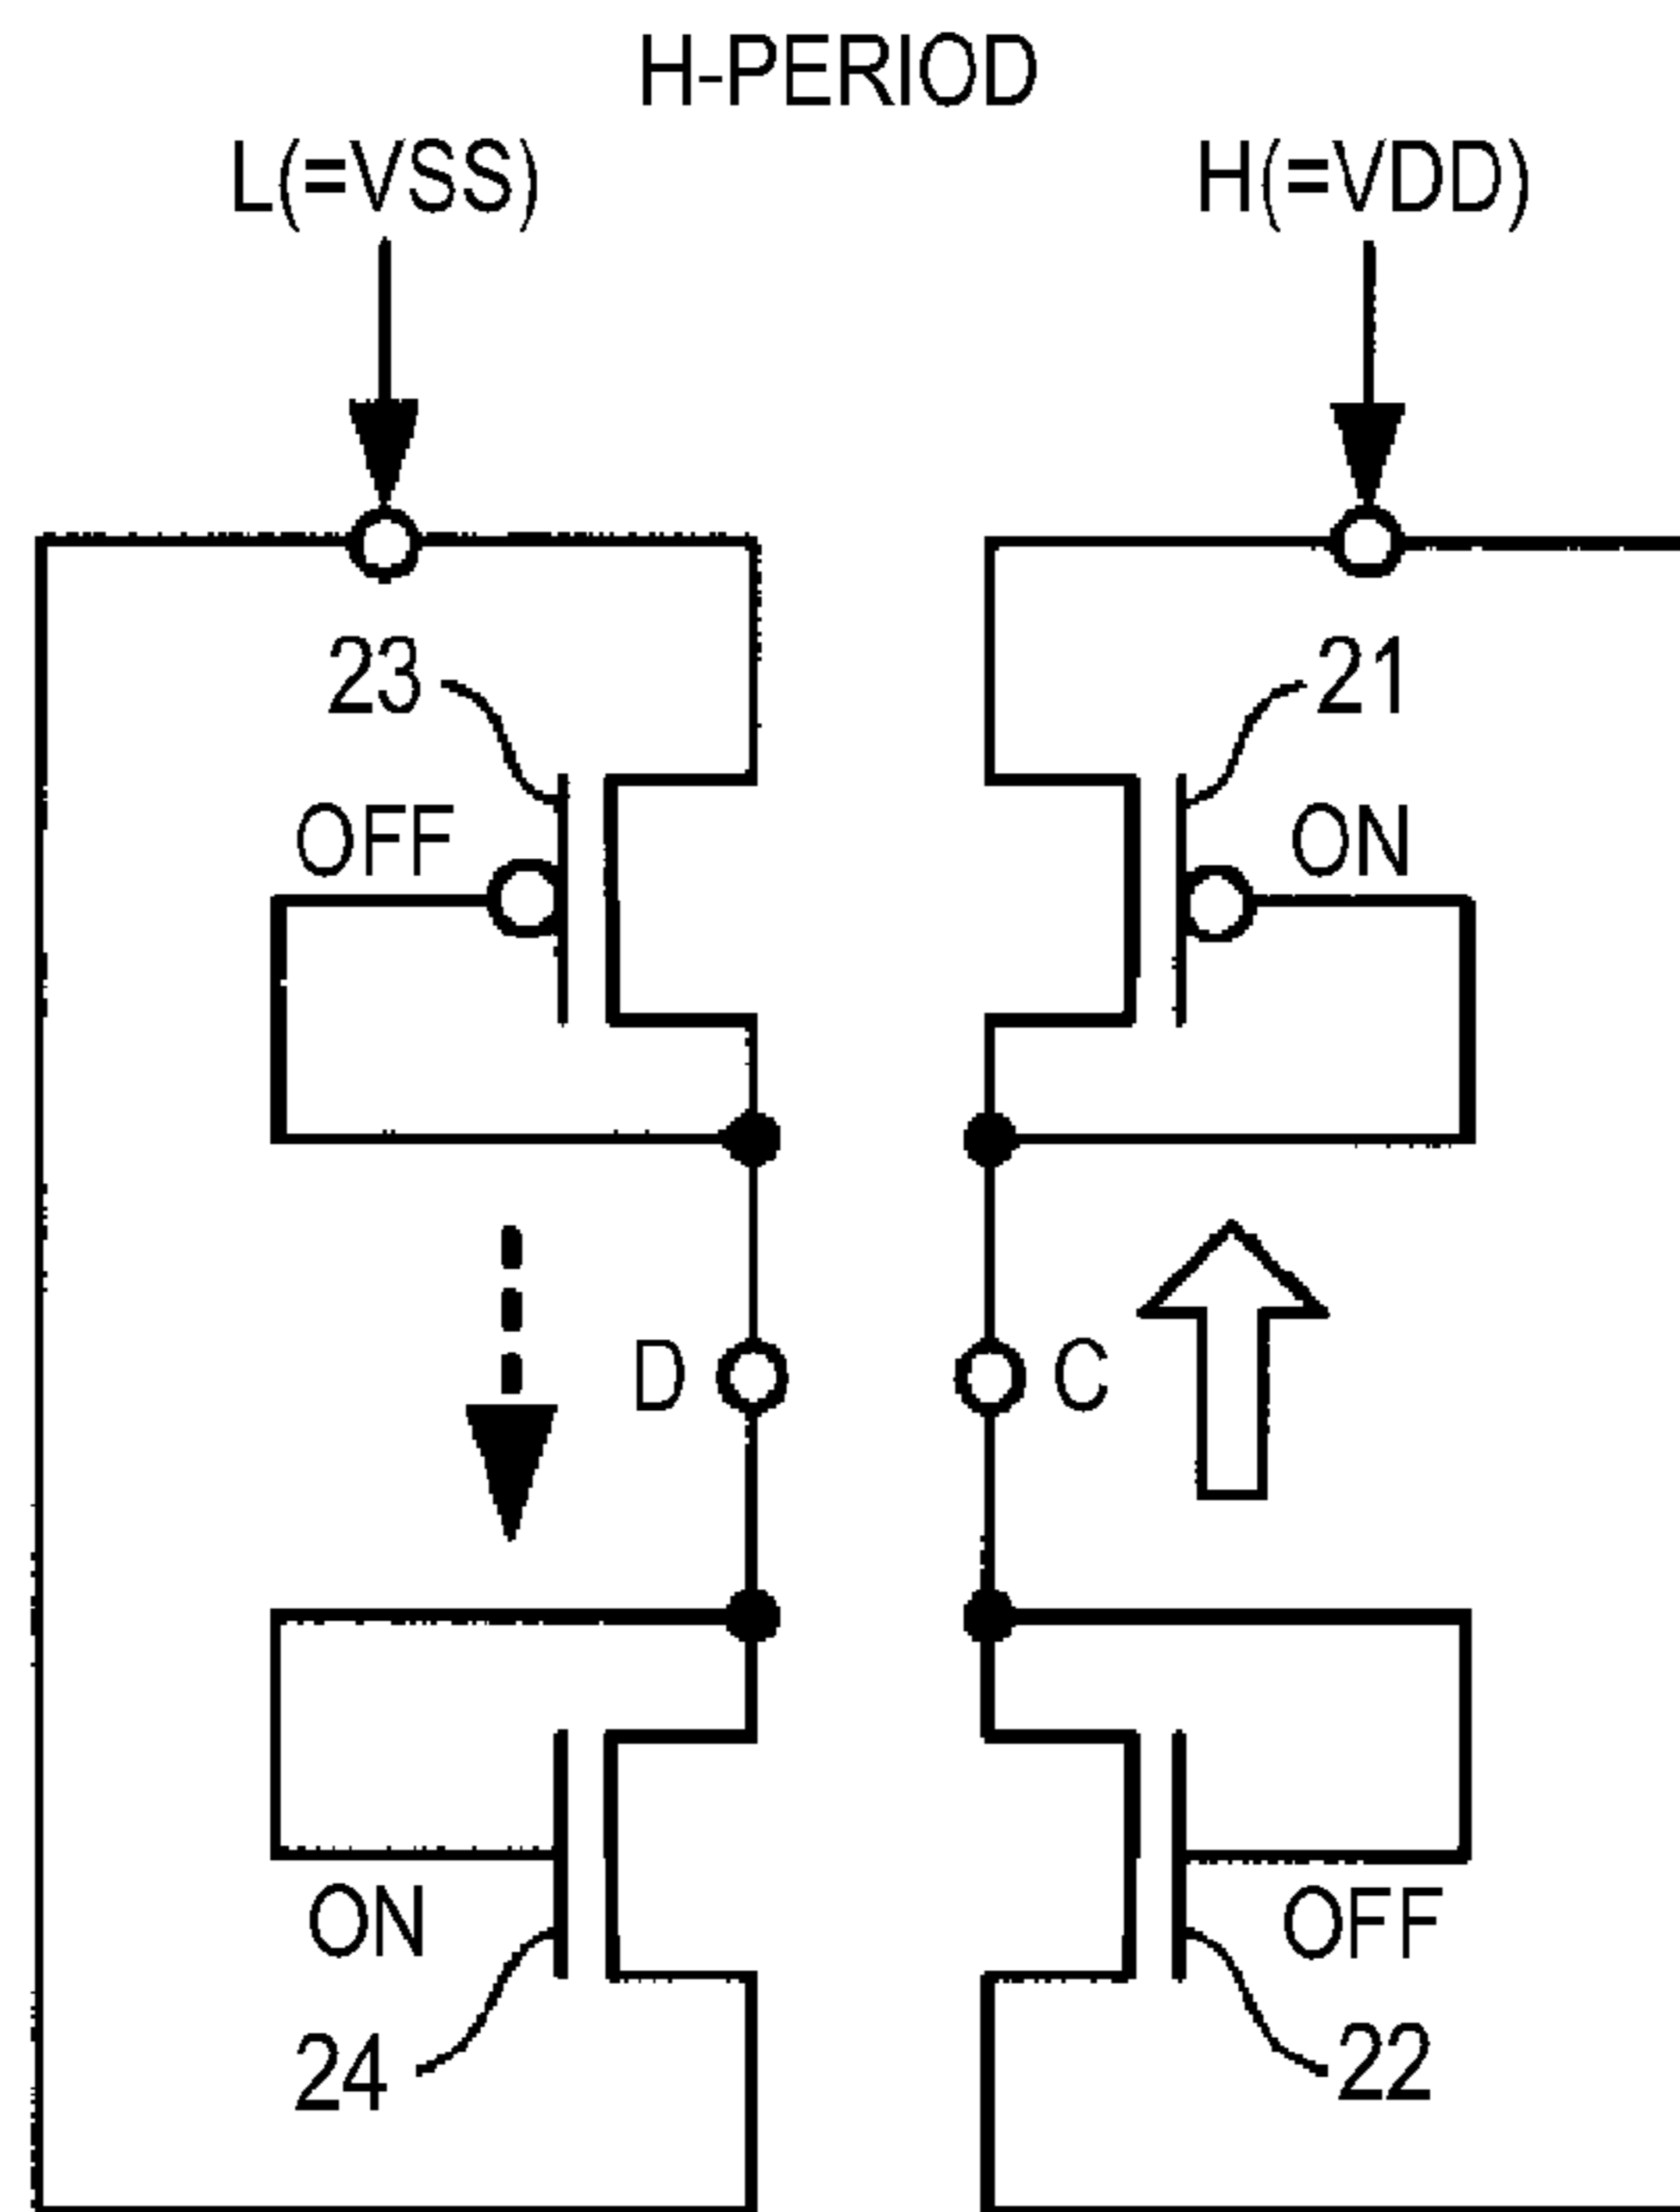 H-PERIOD
L(=VSS) H(=VDD)
23 21
OFF ON
D C
ON OFF
24 22